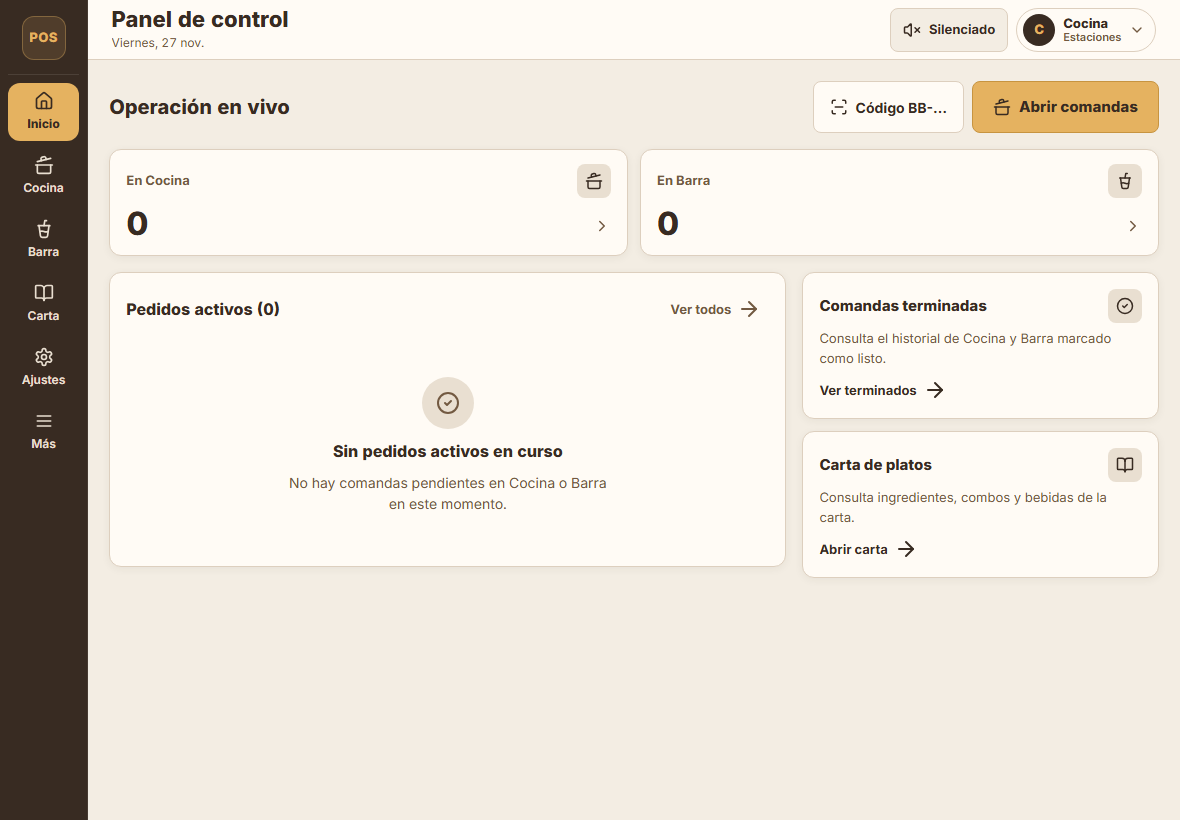 POS
Inicio
Cocina
Barra
Carta
Ajustes
Más
Panel de control
Viernes, 27 nov.
Silenciado
C
Cocina
Estaciones
Operación en vivo
Código BB-...
Abrir comandas
En Cocina
0
En Barra
0
Pedidos activos (0)
Ver todos
Sin pedidos activos en curso
No hay comandas pendientes en Cocina o Barra
en este momento.
Comandas terminadas
Consulta el historial de Cocina y Barra marcado
como listo.
Ver terminados
Carta de platos
Consulta ingredientes, combos y bebidas de la
carta.
Abrir carta